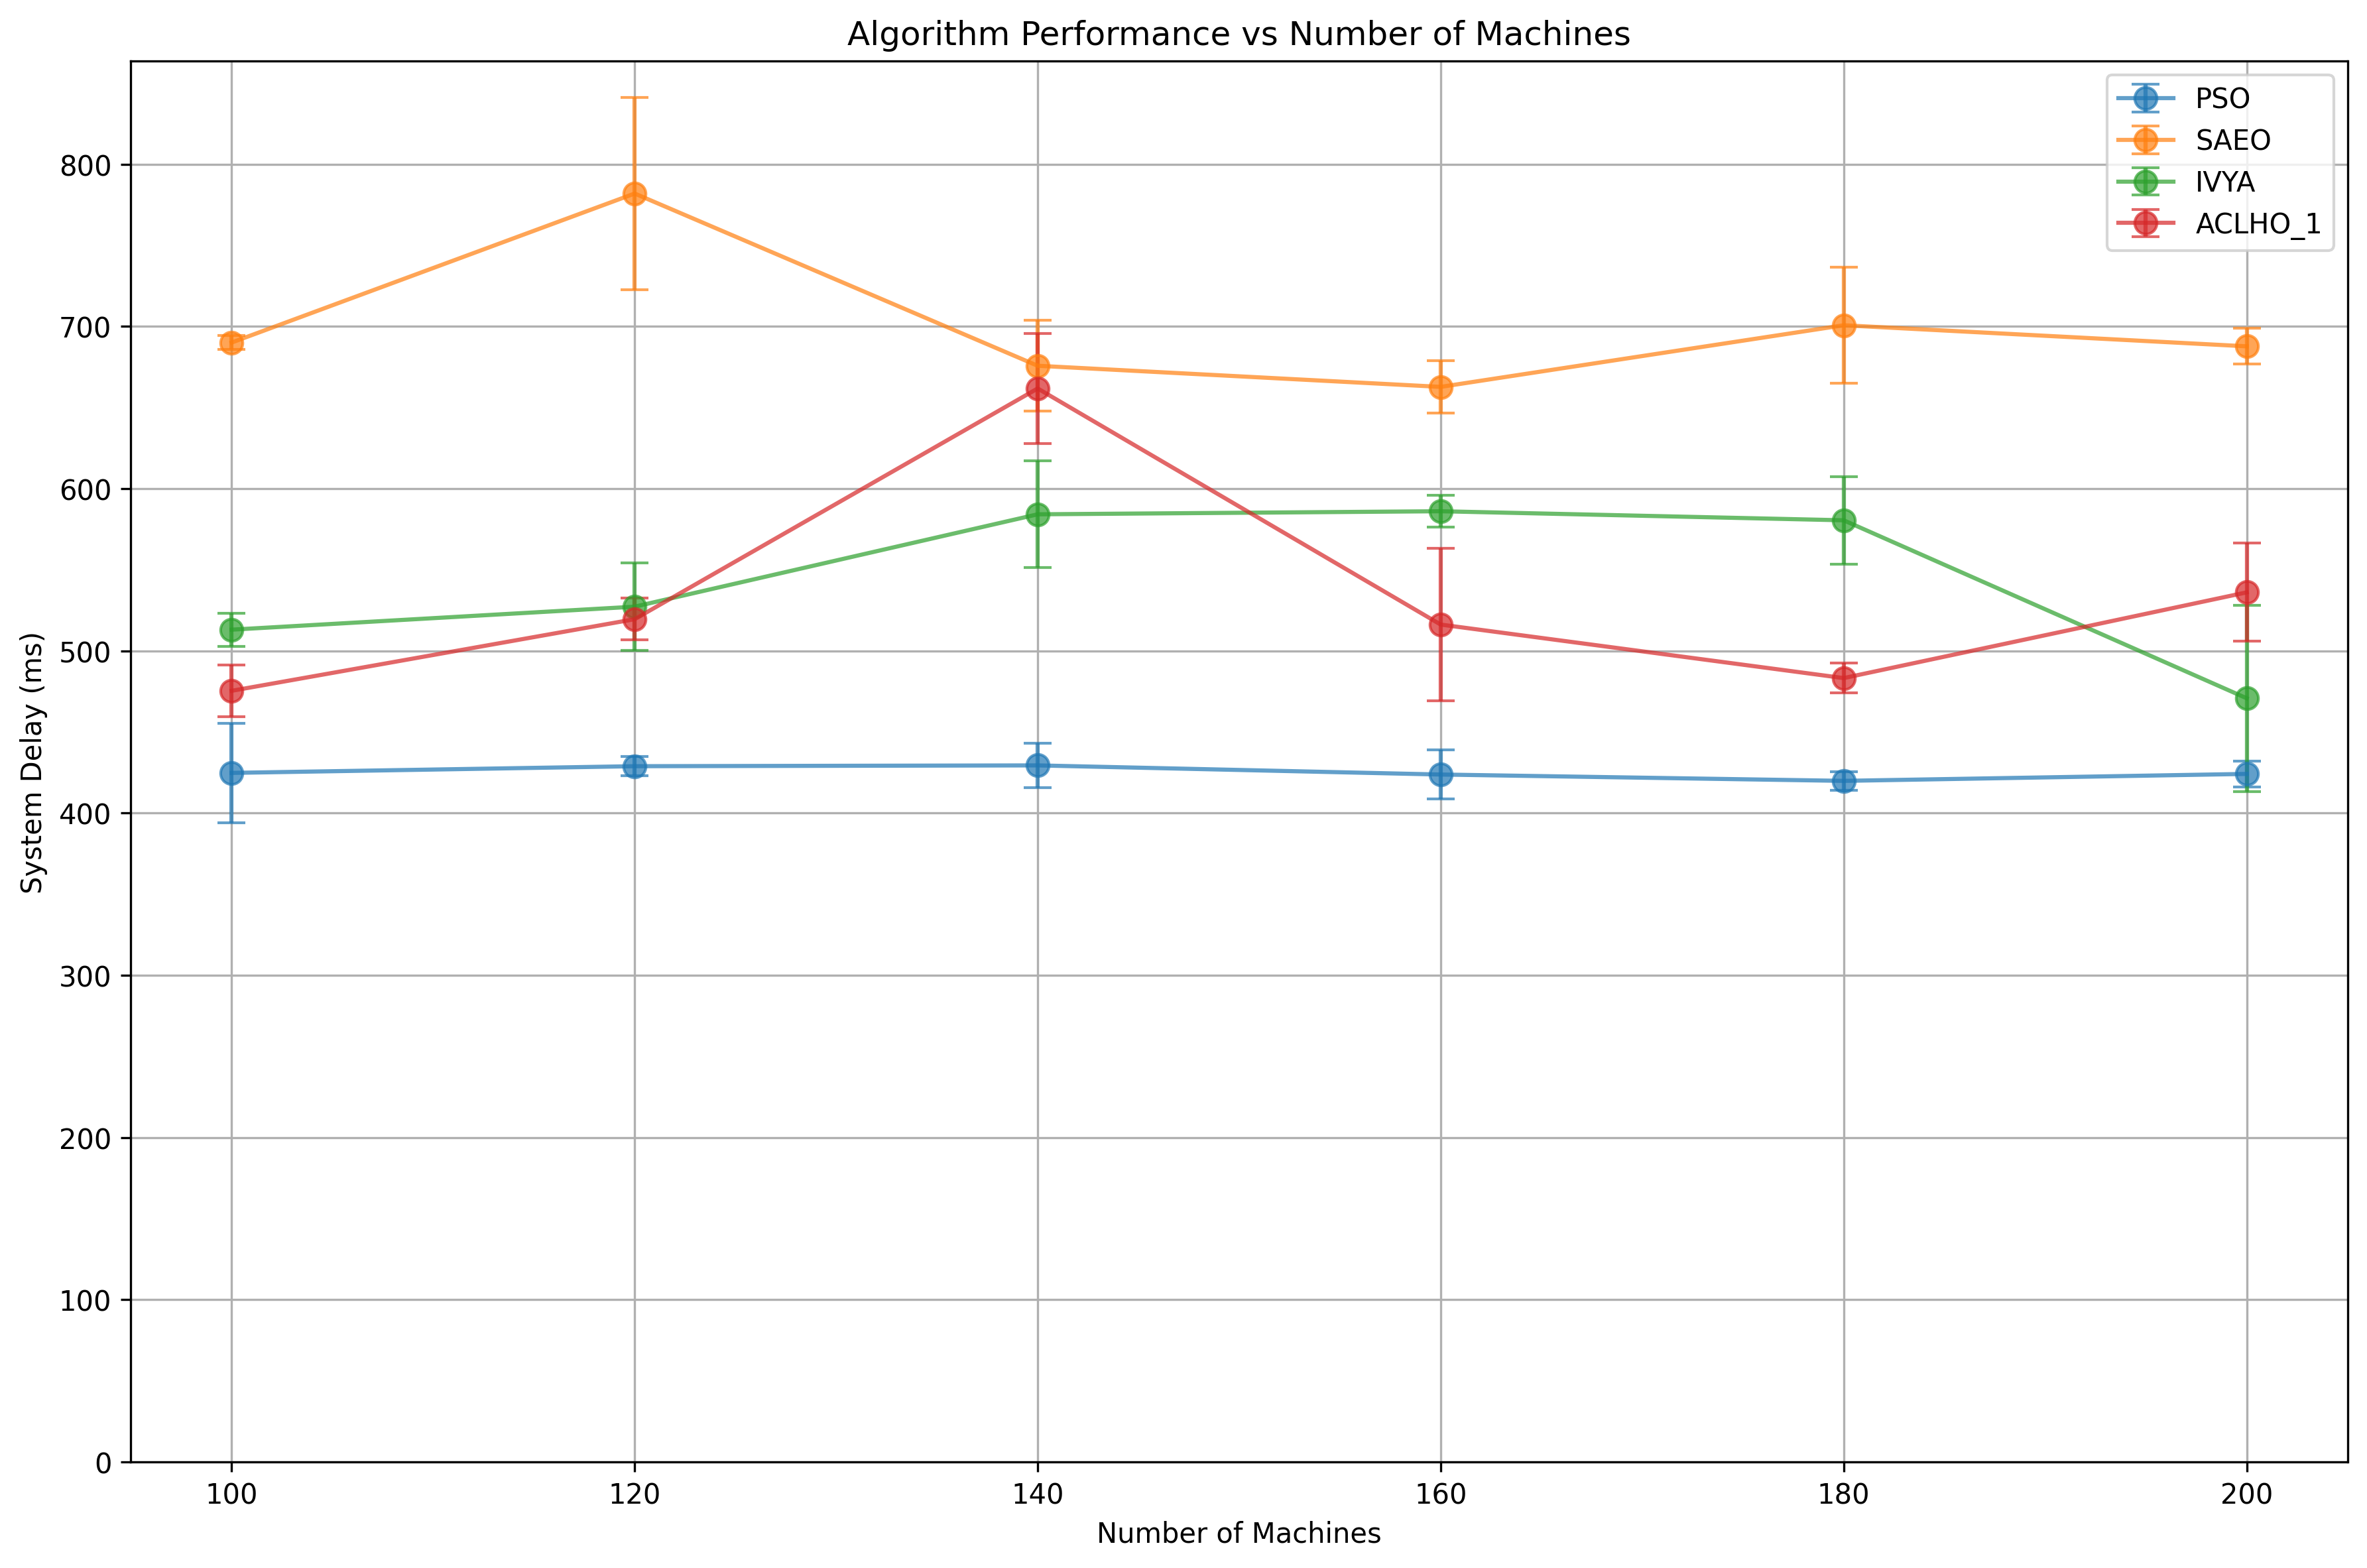 Algorithm Performance vs Number of Machines
PSO
SAEO
IVYA
ACLHO_1
System Delay (ms)
800
700
600
500
400
300
200
100
0
100 120 140 160 180 200
Number of Machines